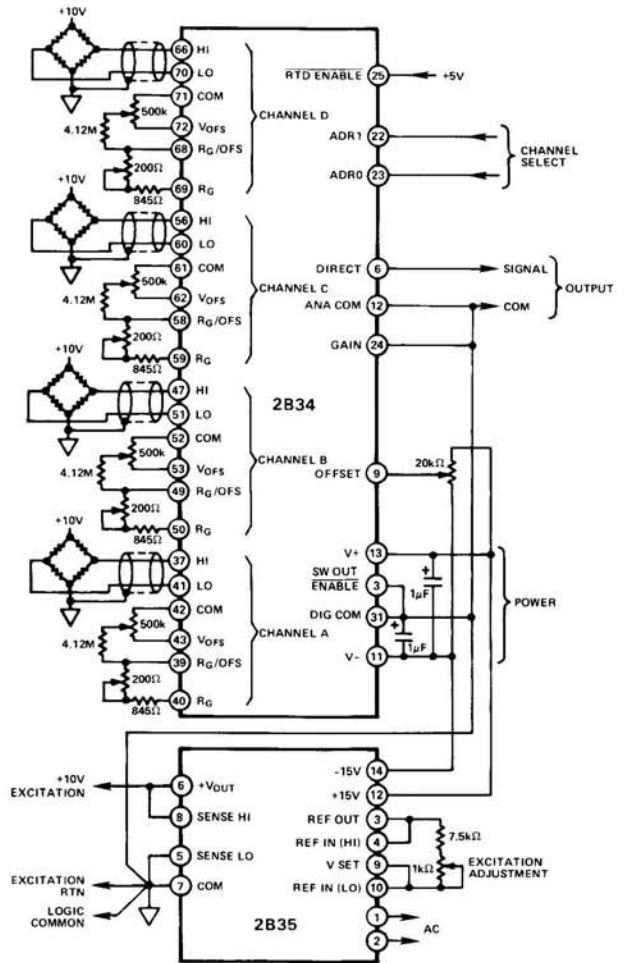 +10V
66 HI
70 LO
71 COM
500k
4.12M
72 VOFS
68 RG/OFS
200Ω
69 RG
845Ω
CHANNEL D
+10V
56 HI
60 LO
61 COM
500k
4.12M
62 VOFS
58 RG/OFS
200Ω
59 RG
845Ω
CHANNEL C
+10V
47 HI
51 LO
52 COM
500k
4.12M
53 VOFS
49 RG/OFS
200Ω
50 RG
845Ω
CHANNEL B
+10V
37 HI
41 LO
42 COM
500k
4.12M
43 VOFS
39 RG/OFS
200Ω
40 RG
845Ω
CHANNEL A
2B34
RTD ENABLE 25 +5V
ADR1 22
ADR0 23
CHANNEL
SELECT
DIRECT 6 SIGNAL
ANA COM 12 COM
OUTPUT
GAIN 24
20kΩ
OFFSET 9
V+ 13
SW OUT
ENABLE 3
1μF
DIG COM 31
1μF
V- 11
POWER
+10V
EXCITATION
6 +VOUT
8 SENSE HI
5 SENSE LO
EXCITATION
RTN
7 COM
LOGIC
COMMON
2B35
-15V 14
+15V 12
REF OUT 3
REF IN (HI) 4
7.5kΩ
V SET 9
1kΩ
EXCITATION
ADJUSTMENT
REF IN (LO) 10
1
2
AC